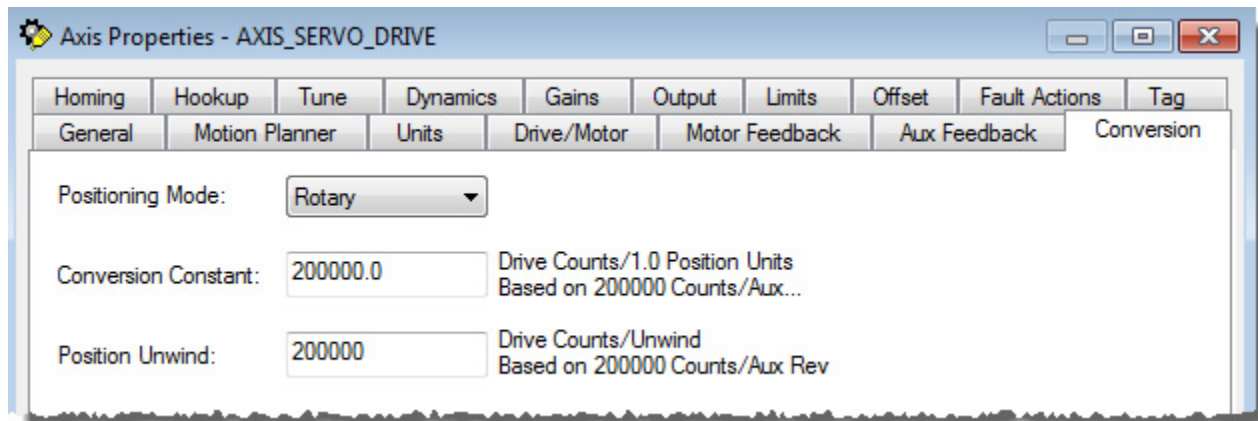 Axis Properties - AXIS_SERVO_DRIVE
Homing Hookup Tune Dynamics Gains Output Limits Offset Fault Actions Tag
General Motion Planner Units Drive/Motor Motor Feedback Aux Feedback Conversion
Positioning Mode: Rotary
Conversion Constant: 200000.0 Drive Counts/1.0 Position Units
Based on 200000 Counts/Aux...
Position Unwind: 200000 Drive Counts/Unwind
Based on 200000 Counts/Aux Rev